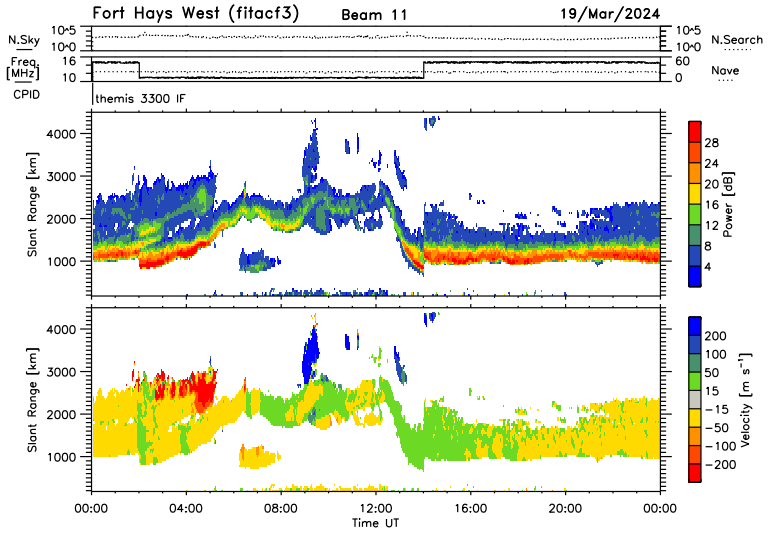 Fort Hays West (fitacf3) Beam 11 19/Mar/2024
N.Sky 10^5 10^0 10^5 10^0 N.Search
Freq. [MHz] 16 10 60 0 Nave
CPID themis 3300 IF
Slant Range [km] 4000 3000 2000 1000
Power [dB] 28 24 20 16 12 8 4
Slant Range [km] 4000 3000 2000 1000
Velocity [m s⁻¹] 200 100 50 15 -15 -50 -100 -200
00:00 04:00 08:00 12:00 16:00 20:00 00:00
Time UT